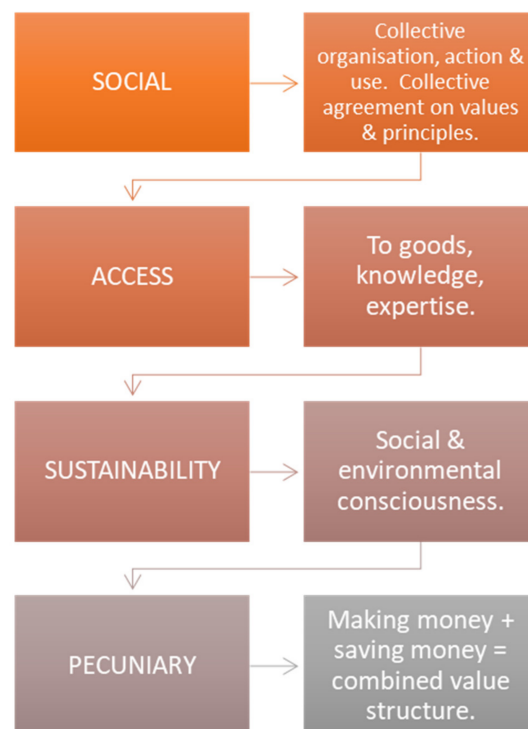 SOCIAL
Collective
organisation, action &
use.  Collective
agreement on values
& principles.
ACCESS
To goods,
knowledge,
expertise.
SUSTAINABILITY
Social &
environmental
consciousness.
PECUNIARY
Making money +
saving money =
combined value
structure.